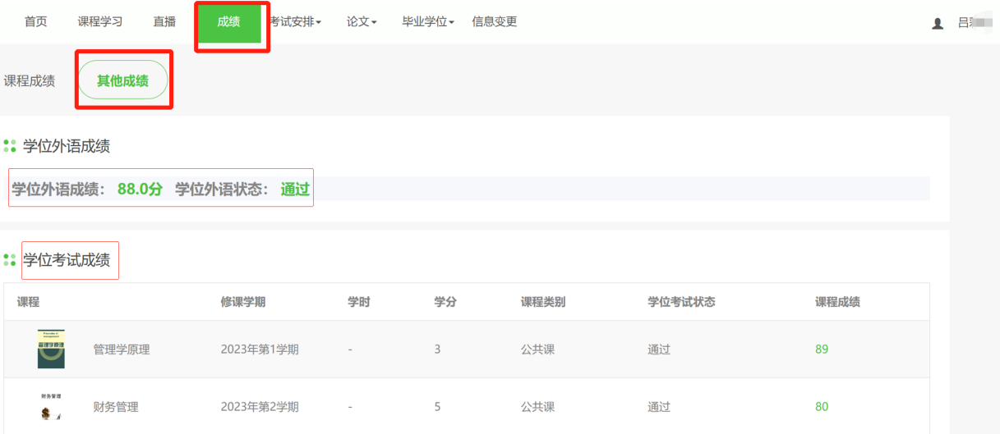 首页 课程学习 直播 成绩 考试安排 论文 毕业学位 信息变更 吕
课程成绩 其他成绩
学位外语成绩
学位外语成绩： 88.0分 学位外语状态： 通过
学位考试成绩
课程 修课学期 学时 学分 课程类别 学位考试状态 课程成绩
管理学原理
管理学原理 2023年第1学期 - 3 公共课 通过 89
财务管理
财务管理 2023年第2学期 - 5 公共课 通过 80